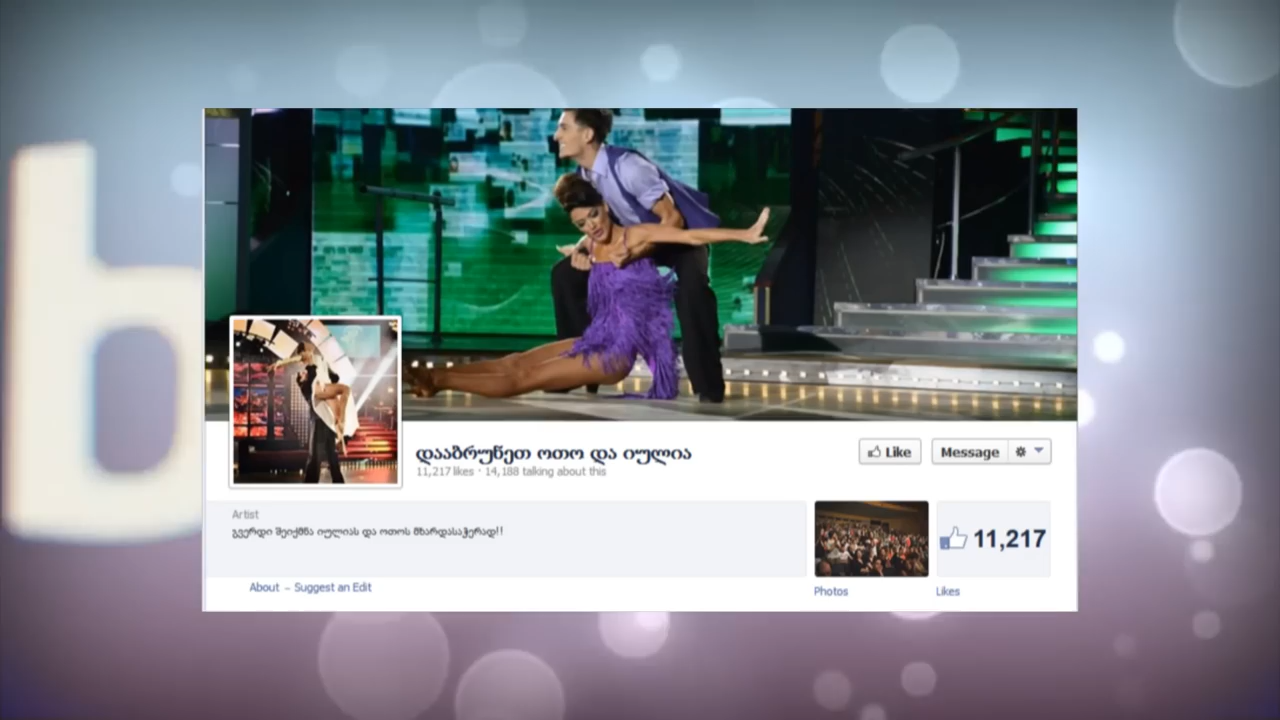 b
დააბრუნეთ ოთო და იულია
11,217 likes · 14,188 talking about this
Like
Message
Artist
გვერდი შეიქმნა იულიას და ოთოს მხარდასაჭერად!!
11,217
About – Suggest an Edit
Photos
Likes